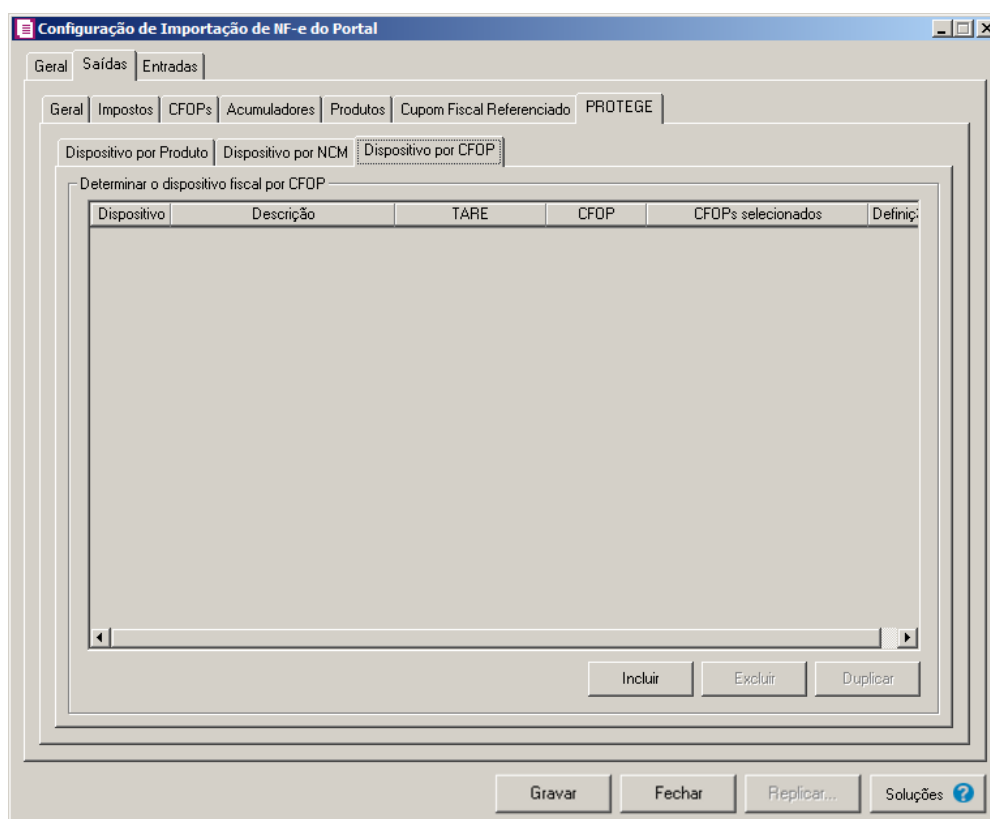 Configuração de Importação de NF-e do Portal
Geral Saídas Entradas
Geral Impostos CFOPs Acumuladores Produtos Cupom Fiscal Referenciado PROTEGE
Dispositivo por Produto Dispositivo por NCM Dispositivo por CFOP
Determinar o dispositivo fiscal por CFOP
Dispositivo Descrição TARE CFOP CFOPs selecionados Definiç
Incluir Excluir Duplicar
Gravar Fechar Replicar... Soluções ?